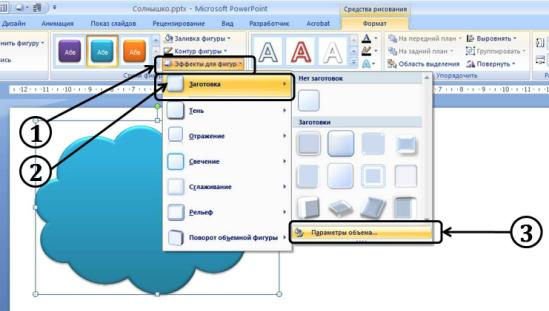 Солнышко.pptx - Microsoft PowerPoint
Средства рисования
Дизайн Анимация Показ слайдов Рецензирование Вид Разработчик Acrobat Формат
нить фигуру
ись
Абв Абв Абв
Заливка фигуры
Контур фигуры
Эффекты для фигур
А А А
На передний план
На задний план
Область выделения
Выровнять
Группировать
Повернуть
Упорядочить
Заготовка
Тень
Отражение
Свечение
Сглаживание
Рельеф
Поворот объемной фигуры
Нет заготовок
Заготовки
Параметры объема...
1
2
3